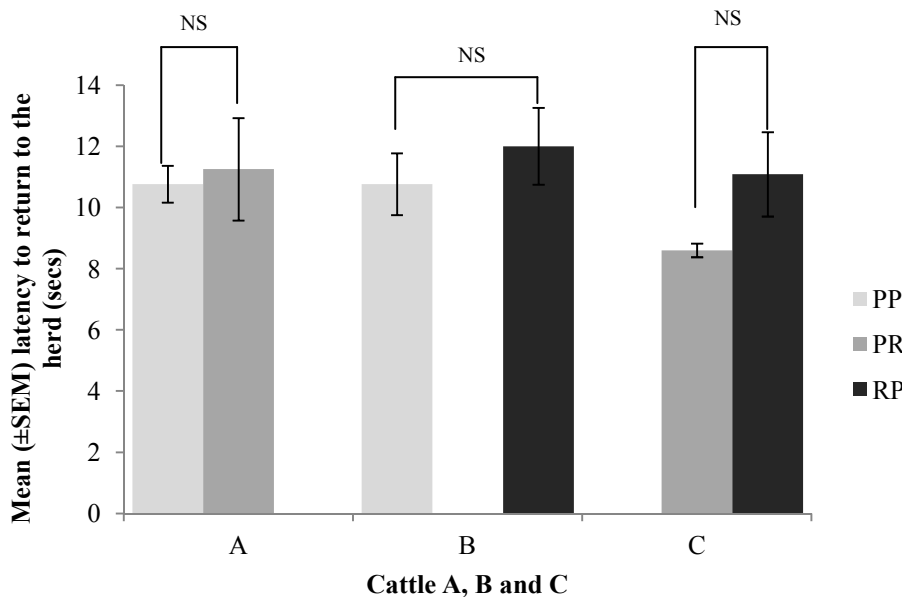 NS
NS
NS
Mean (±SEM) latency to return to the
herd (secs)
14
12
10
8
6
4
2
0
A
B
C
Cattle A, B and C
PP
PR
RP